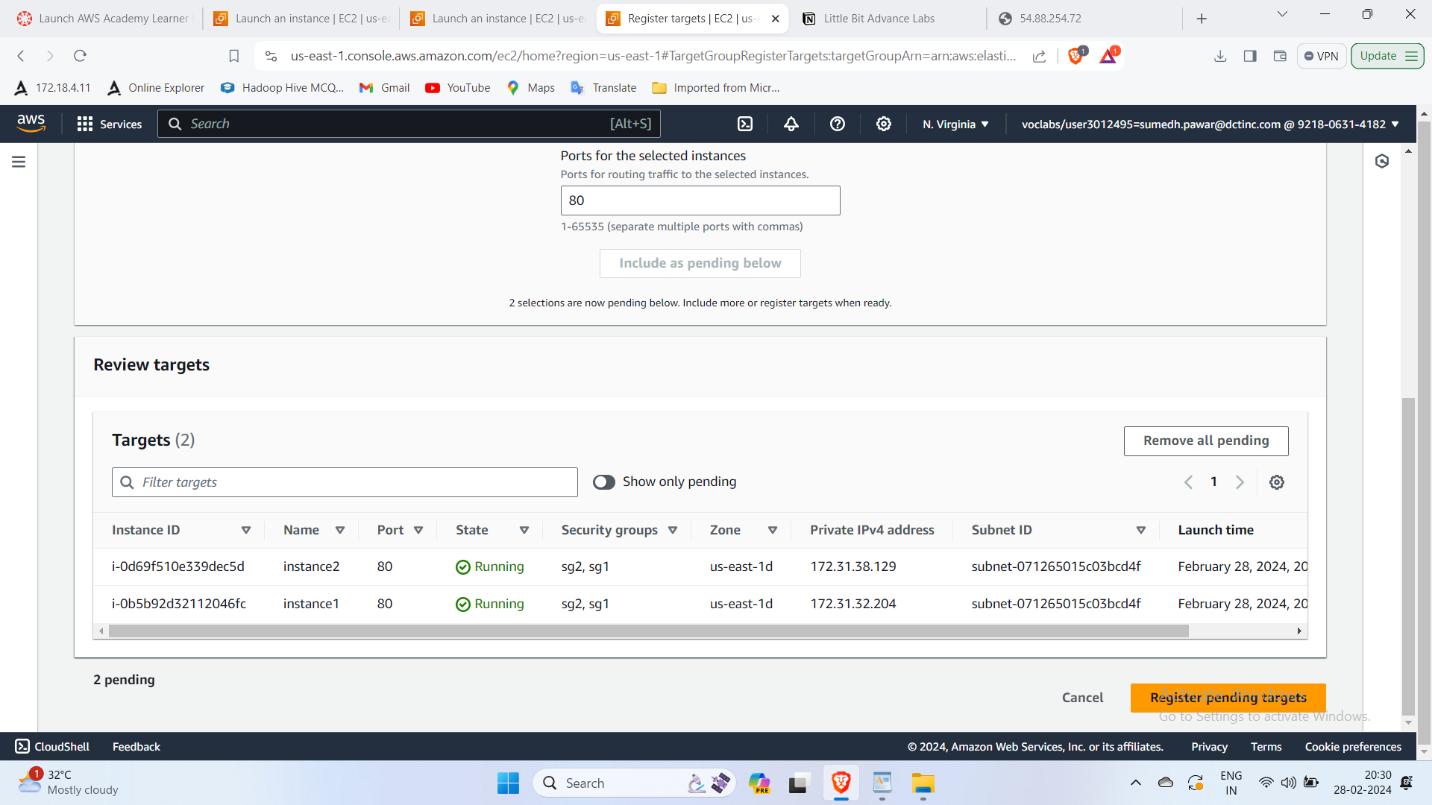 Launch AWS Academy Learner
Launch an instance | EC2 | us-ea
Launch an instance | EC2 | us-ea
Register targets | EC2 | us-
Little Bit Advance Labs
54.88.254.72
us-east-1.console.aws.amazon.com/ec2/home?region=us-east-1#TargetGroupRegisterTargets:targetGroupArn=arn:aws:elasti...
1
1
VPN
Update
172.18.4.11
Online Explorer
Hadoop Hive MCQ...
Gmail
YouTube
Maps
Translate
Imported from Micr...
aws
Services
Search
[Alt+S]
N. Virginia
voclabs/user3012495=sumedh.pawar@dctinc.com @ 9218-0631-4182
Ports for the selected instances
Ports for routing traffic to the selected instances.
80
1-65535 (separate multiple ports with commas)
Include as pending below
2 selections are now pending below. Include more or register targets when ready.
Review targets
Targets (2)
Remove all pending
Filter targets
Show only pending
1
Instance ID Name Port State Security groups Zone Private IPv4 address Subnet ID Launch time
i-0d69f510e339dec5d instance2 80 Running sg2, sg1 us-east-1d 172.31.38.129 subnet-071265015c03bcd4f February 28, 2024, 20
i-0b5b92d32112046fc instance1 80 Running sg2, sg1 us-east-1d 172.31.32.204 subnet-071265015c03bcd4f February 28, 2024, 20
2 pending
Cancel
Register pending targets
Go to Settings to activate Windows.
CloudShell
Feedback
© 2024, Amazon Web Services, Inc. or its affiliates.
Privacy
Terms
Cookie preferences
1
32°C
Mostly cloudy
Search
PRE
ENG
IN
20:30
28-02-2024